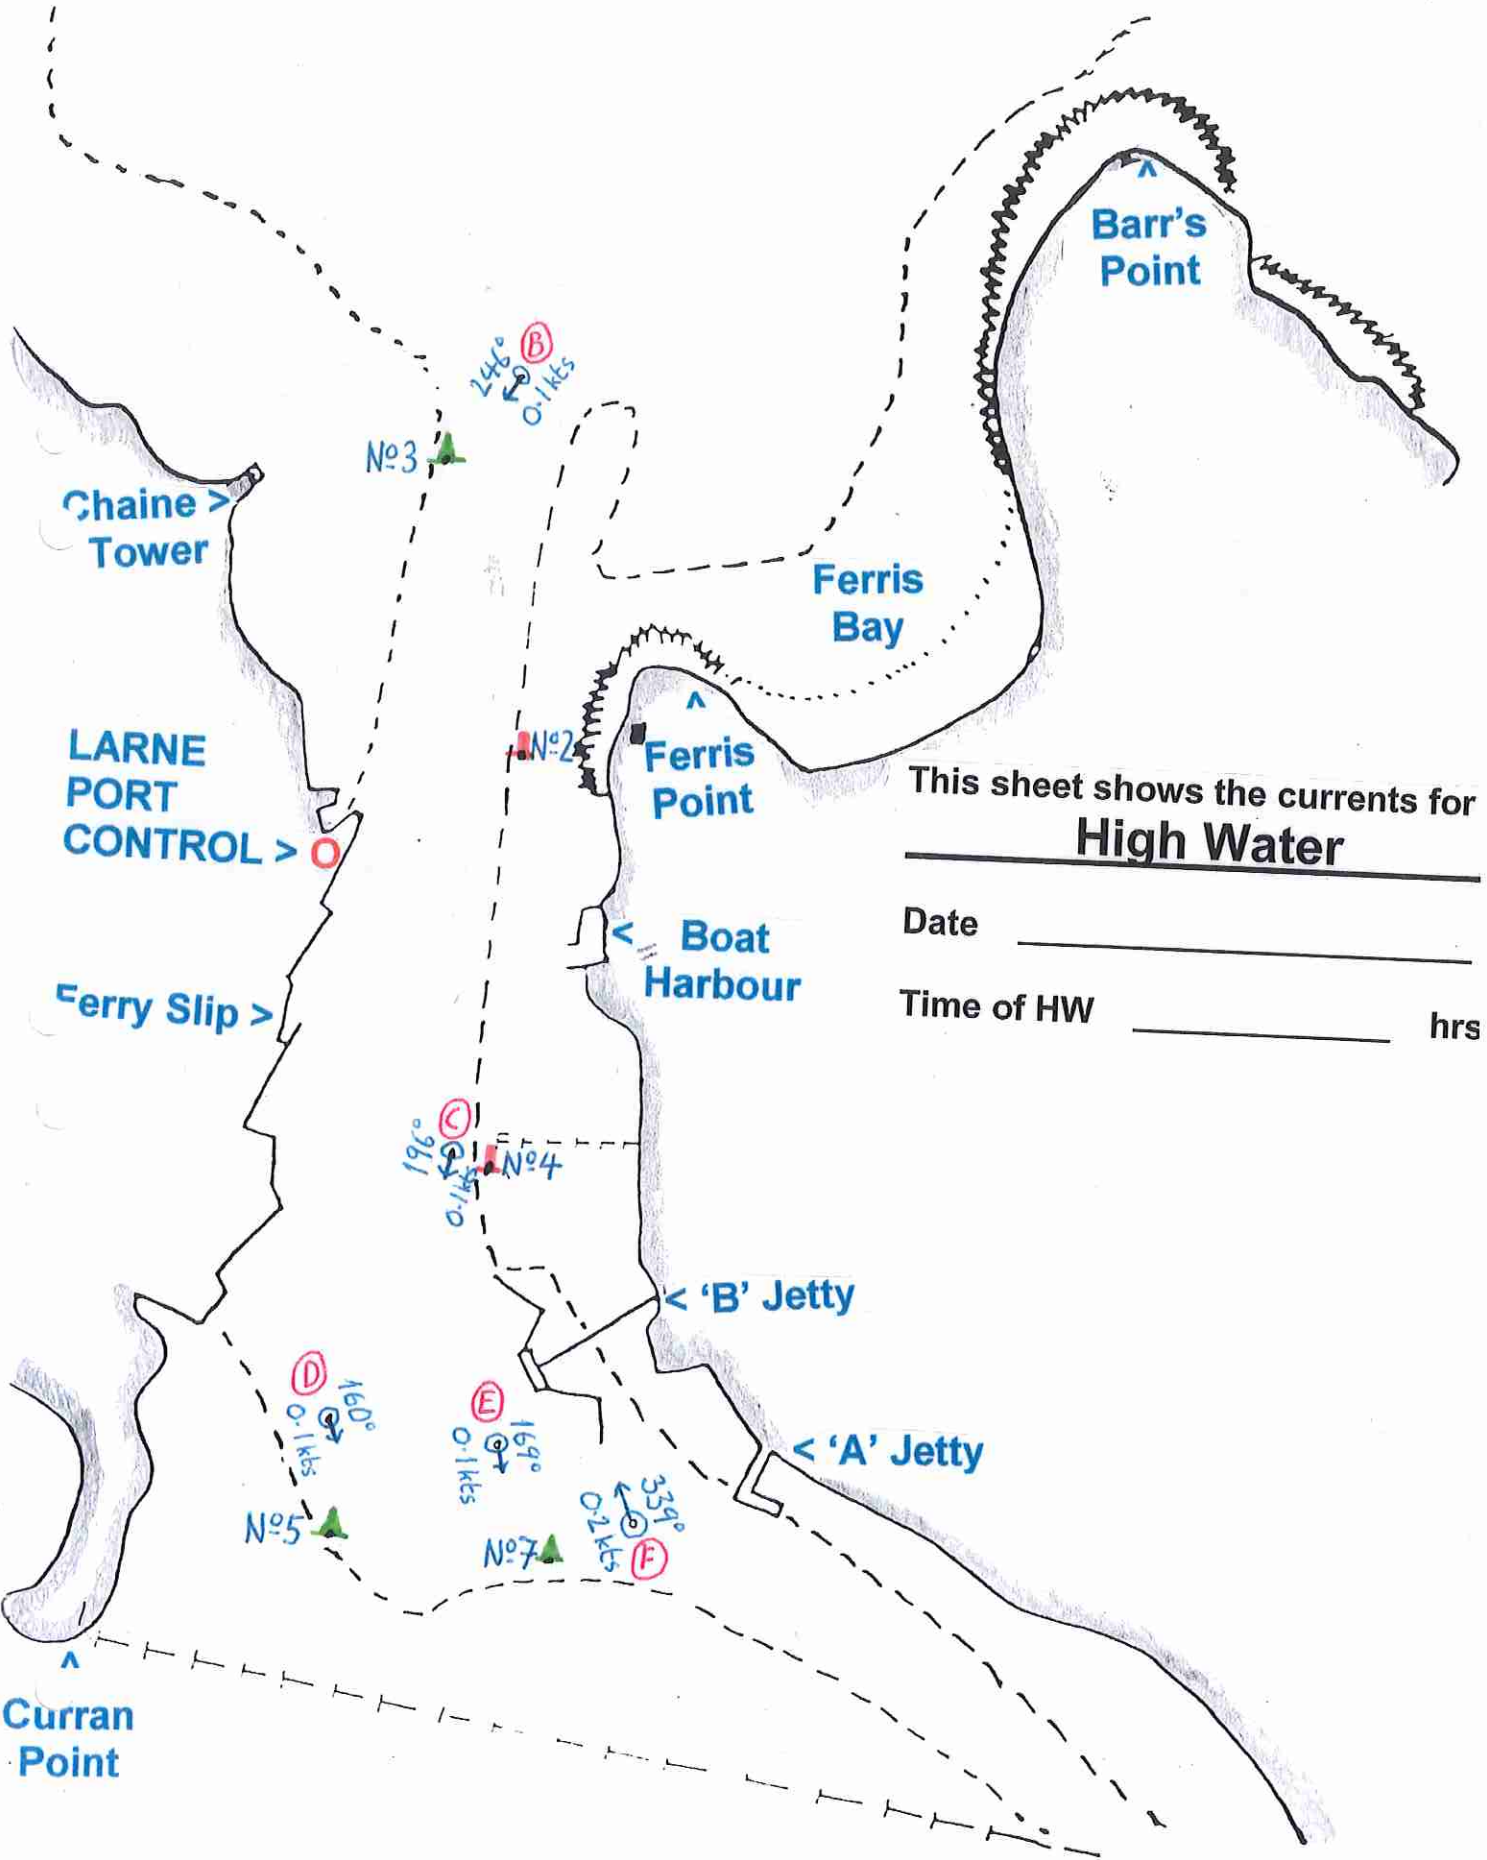 ^
Barr's
Point
B
246°
0.1kts
Nº3
Chaine >
Tower
Ferris
Bay
^
Nº2
Ferris
Point
LARNE
PORT
CONTROL > O
This sheet shows the currents for
High Water
Date
Time of HW hrs
< Boat
Harbour
Ferry Slip >
C
196°
0.1kts
Nº4
< 'B' Jetty
D
160°
0.1kts
E
169°
0.1kts
< 'A' Jetty
339°
0.2kts
F
Nº5
Nº7
^
Curran
Point